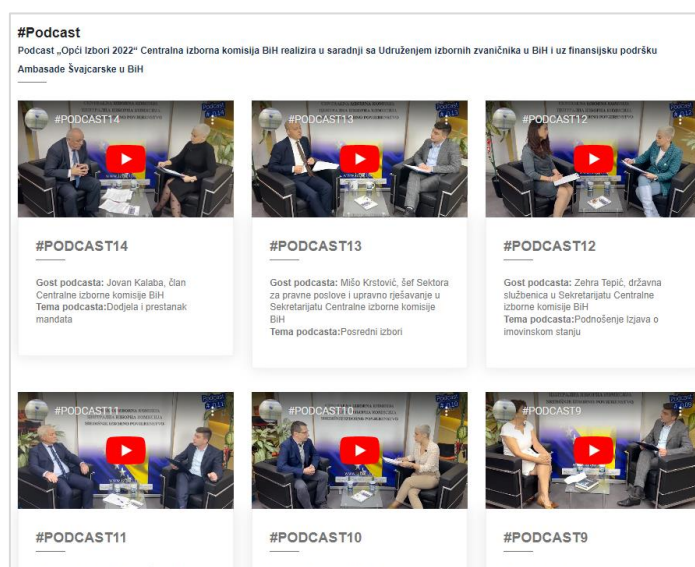 #Podcast
Podcast „Opći Izbori 2022“ Centralna izborna komisija BiH realizira u saradnji sa Udruženjem izbornih zvaničnika u BiH i uz finansijsku podršku
Ambasade Švajcarske u BiH
#PODCAST14
#PODCAST13
#PODCAST12
#PODCAST14
Gost podcasta: Jovan Kalaba, član
Centralne izborne komisije BiH
Tema podcasta:Dodjela i prestanak
mandata
#PODCAST13
Gost podcasta: Mišo Krstović, šef Sektora
za pravne poslove i upravno rješavanje u
Sekretarijatu Centralne izborne komisije
BiH
Tema podcasta:Posredni izbori
#PODCAST12
Gost podcasta: Zehra Tepić, državna
službenica u Sekretarijatu Centralne
izborne komisije BiH
Tema podcasta:Podnošenje Izjava o
imovinskom stanju
#PODCAST11
#PODCAST10
#PODCAST9
#PODCAST11
#PODCAST10
#PODCAST9